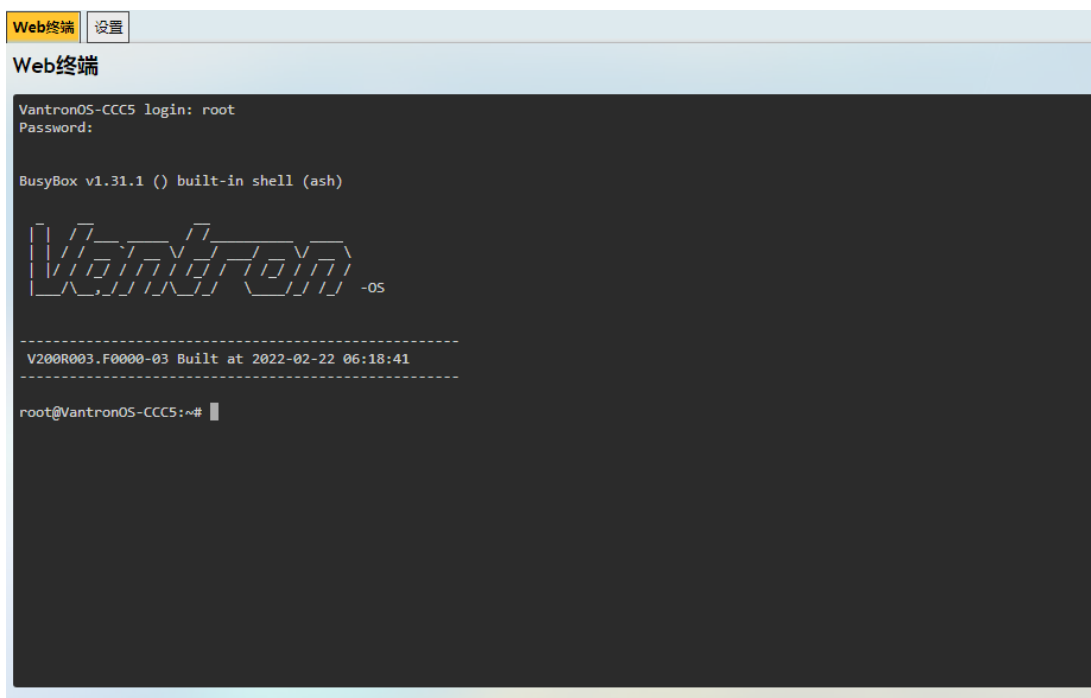 Web终端 设置
Web终端
VantronOS-CCC5 login: root
Password:
BusyBox v1.31.1 () built-in shell (ash)
Vantron -OS
-----------------------------------------------------
V200R003.F0000-03 Built at 2022-02-22 06:18:41
-----------------------------------------------------
root@VantronOS-CCC5:~#